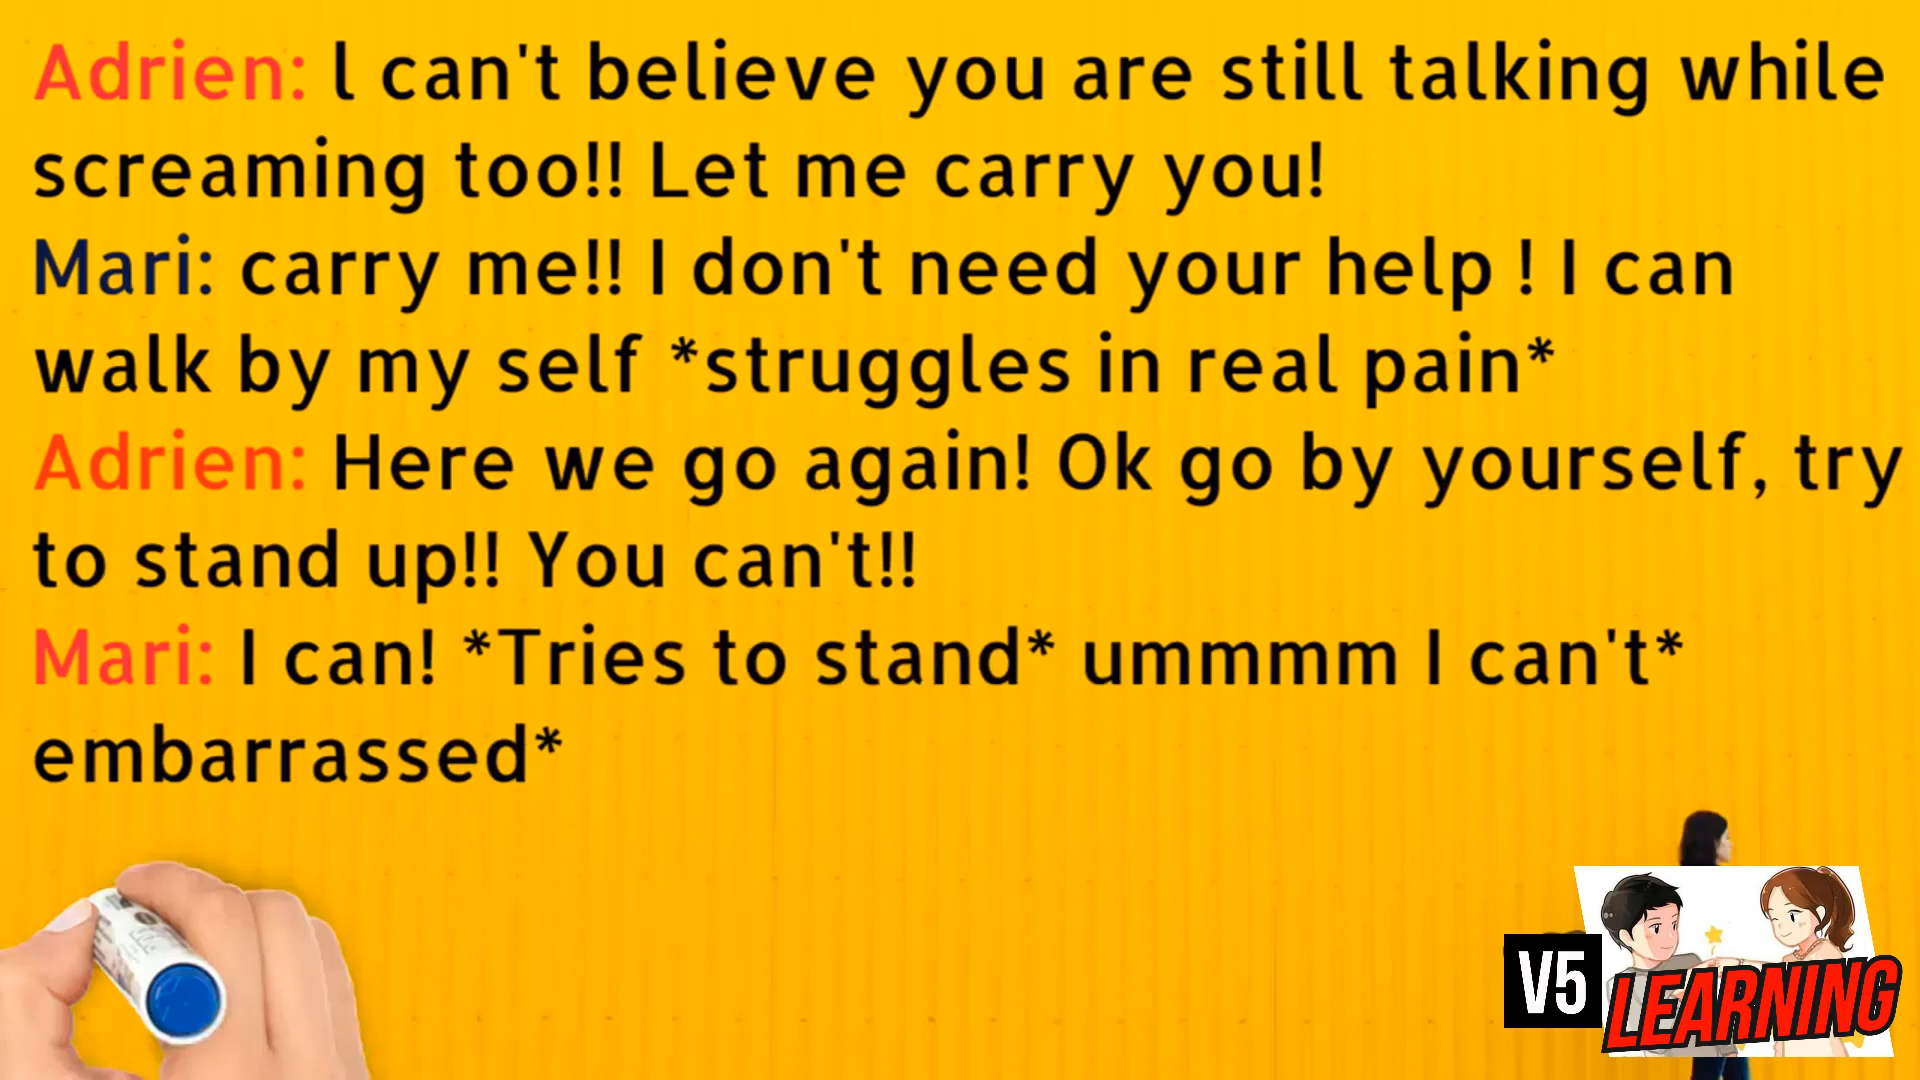 Adrien: l can't believe you are still talking while
screaming too!! Let me carry you!
Mari: carry me!! I don't need your help ! I can
walk by my self *struggles in real pain*
Adrien: Here we go again! Ok go by yourself, try
to stand up!! You can't!!
Mari: I can! *Tries to stand* ummmm I can't*
embarrassed*
V5
LEARNING